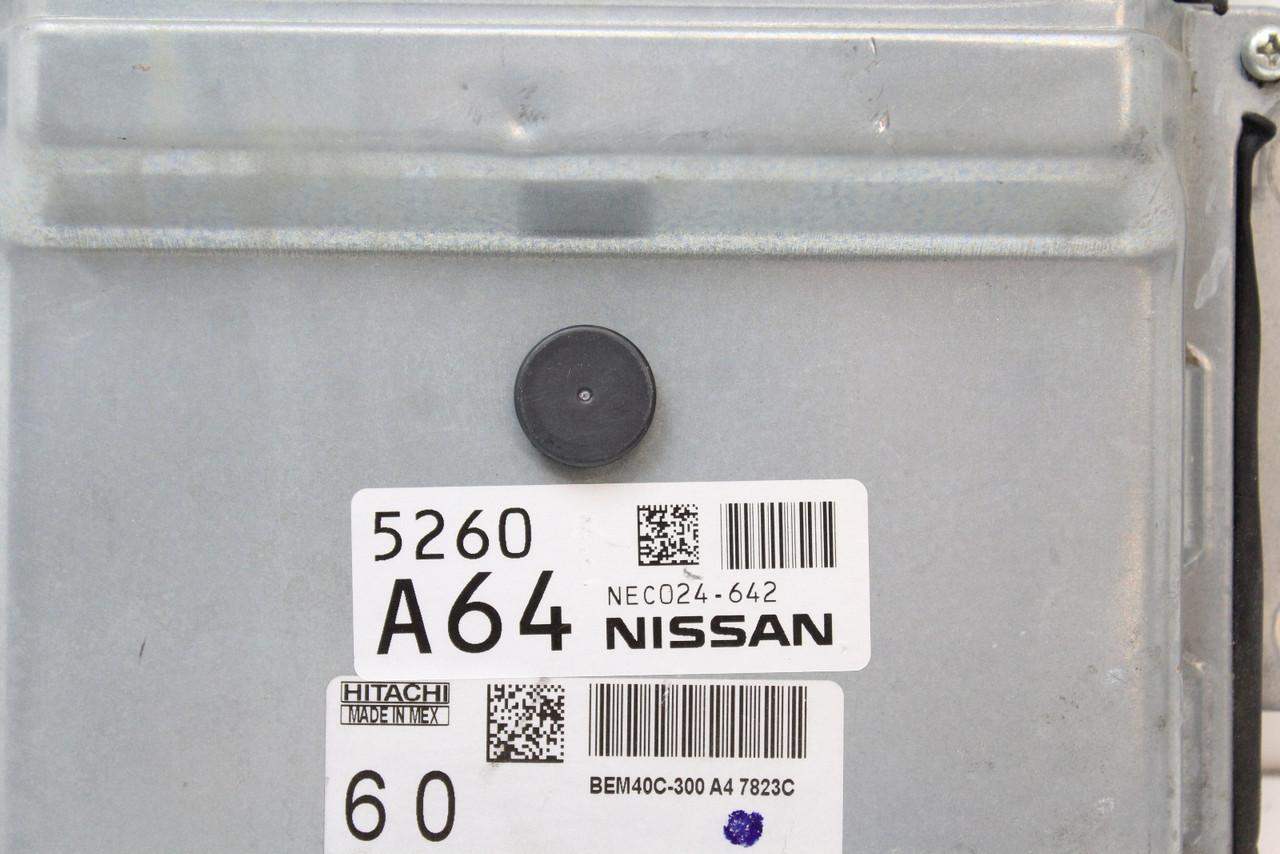 5260
A64
NEC024-642
NISSAN
HITACHI
MADE IN MEX
60
BEM40C-300 A4 7823C